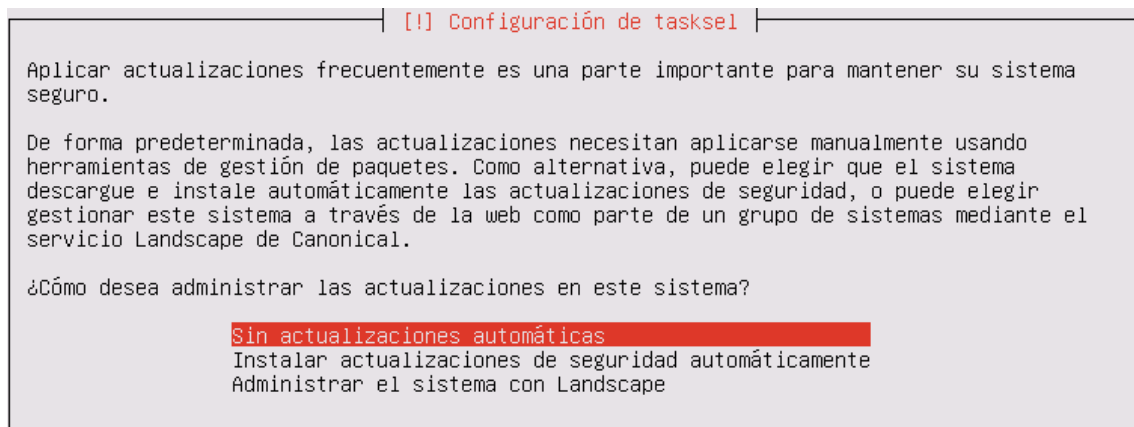 [!] Configuración de tasksel
Aplicar actualizaciones frecuentemente es una parte importante para mantener su sistema
seguro.
De forma predeterminada, las actualizaciones necesitan aplicarse manualmente usando
herramientas de gestión de paquetes. Como alternativa, puede elegir que el sistema
descargue e instale automáticamente las actualizaciones de seguridad, o puede elegir
gestionar este sistema a través de la web como parte de un grupo de sistemas mediante el
servicio Landscape de Canonical.
¿Cómo desea administrar las actualizaciones en este sistema?
Sin actualizaciones automáticas
Instalar actualizaciones de seguridad automáticamente
Administrar el sistema con Landscape